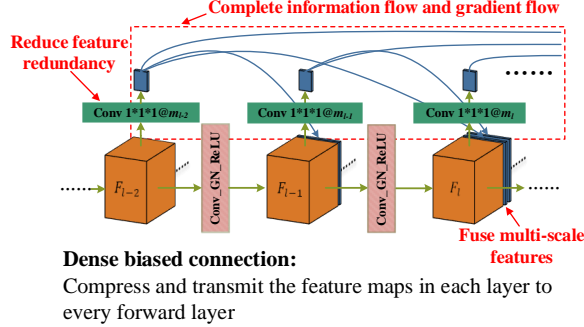 Complete information flow and gradient flow
Reduce feature
redundancy
Conv 1*1*1@m_{l-2}
Conv 1*1*1@m_{l-1}
Conv 1*1*1@m_l
......
F_{l-2}
Conv_GN_ReLU
F_{l-1}
Conv_GN_ReLU
F_l
Fuse multi-scale
features
Dense biased connection:
Compress and transmit the feature maps in each layer to
every forward layer